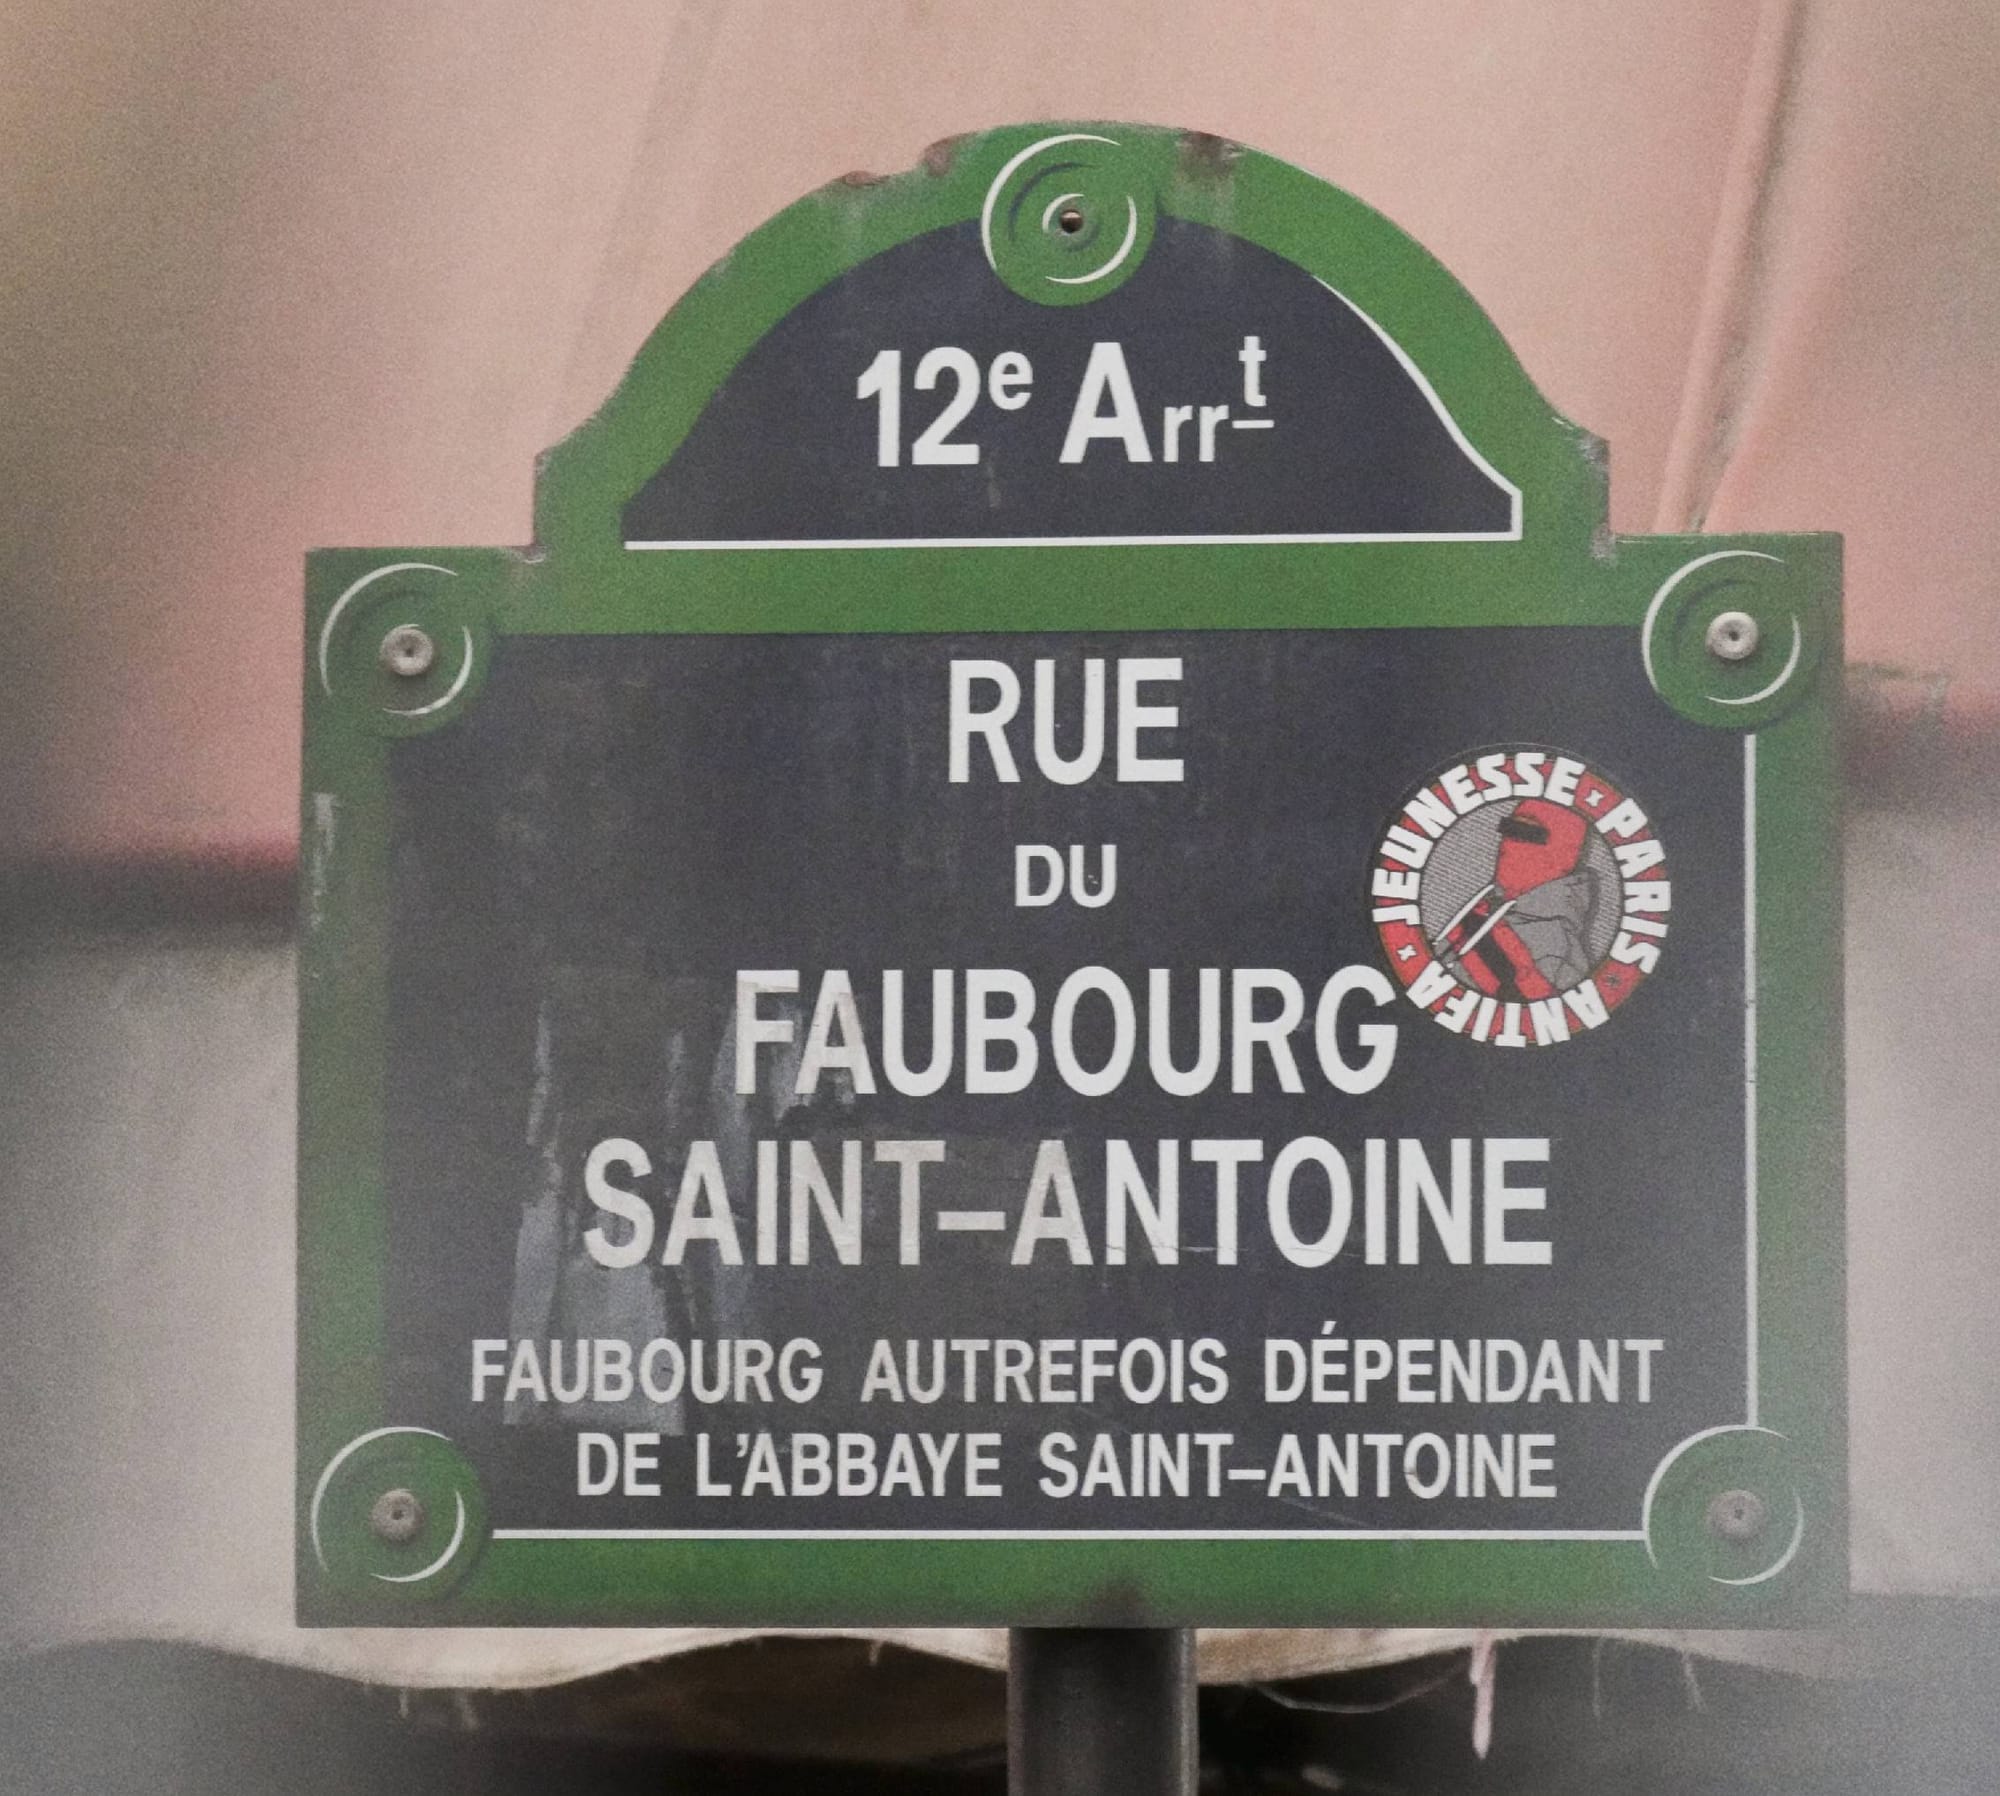 12e Arrt
RUE
DU
FAUBOURG
SAINT-ANTOINE
FAUBOURG AUTREFOIS DÉPENDANT
DE L'ABBAYE SAINT-ANTOINE
JEUNESSE × PARIS × ANTIFA ×